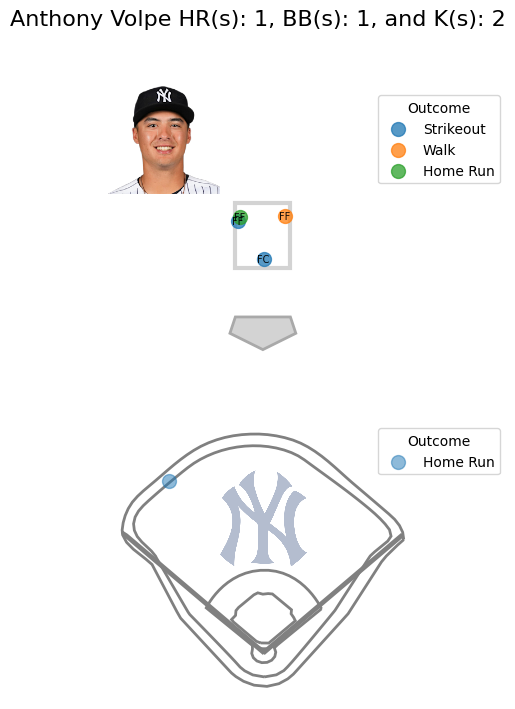 Anthony Volpe HR(s): 1, BB(s): 1, and K(s): 2
Outcome
Strikeout
Walk
Home Run
FF
FF
FF
FC
Outcome
Home Run